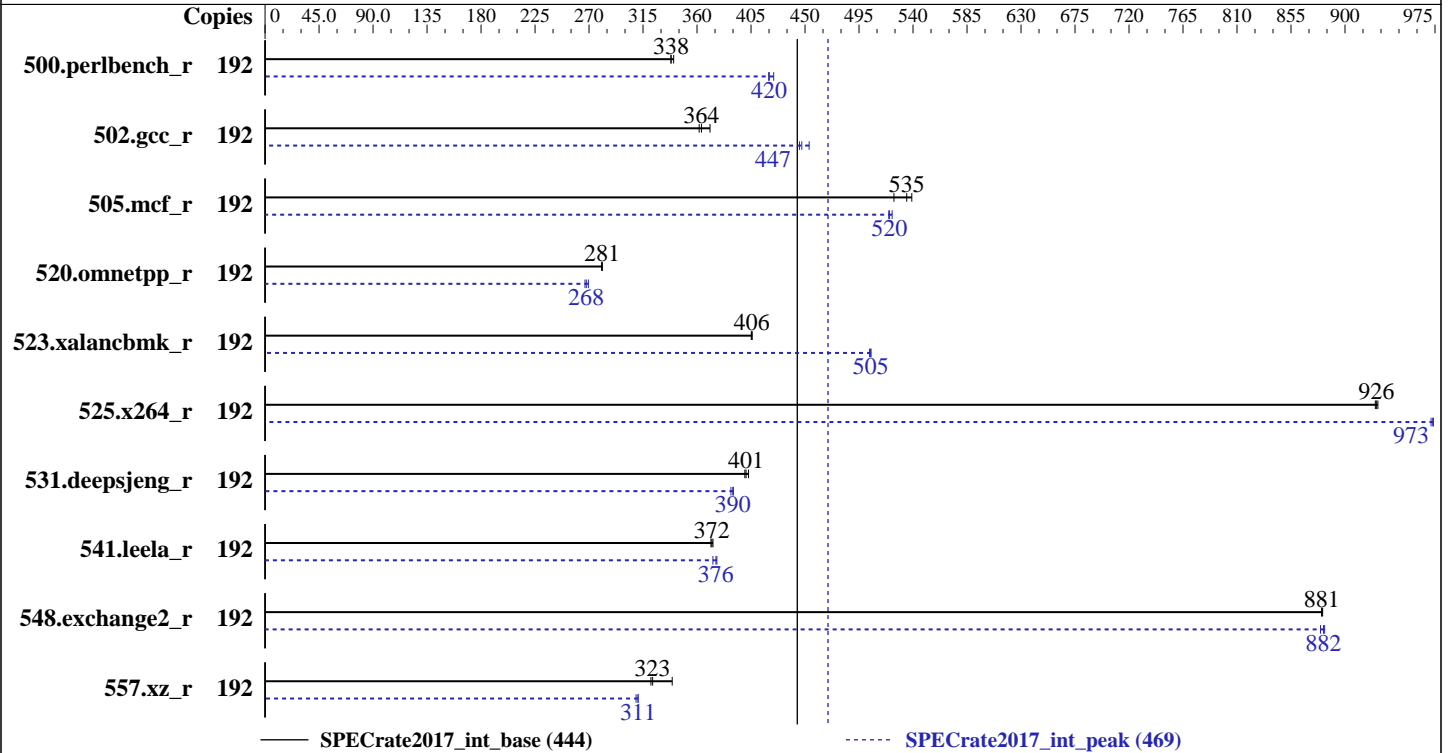 Copies 0 45.0 90.0 135 180 225 270 315 360 405 450 495 540 585 630 675 720 765 810 855 900 975
500.perlbench_r 192 338
420
502.gcc_r 192 364
447
505.mcf_r 192 535
520
520.omnetpp_r 192 281
268
523.xalancbmk_r 192 406
505
525.x264_r 192 926
973
531.deepsjeng_r 192 401
390
541.leela_r 192 372
376
548.exchange2_r 192 881
882
557.xz_r 192 323
311
SPECrate2017_int_base (444) SPECrate2017_int_peak (469)